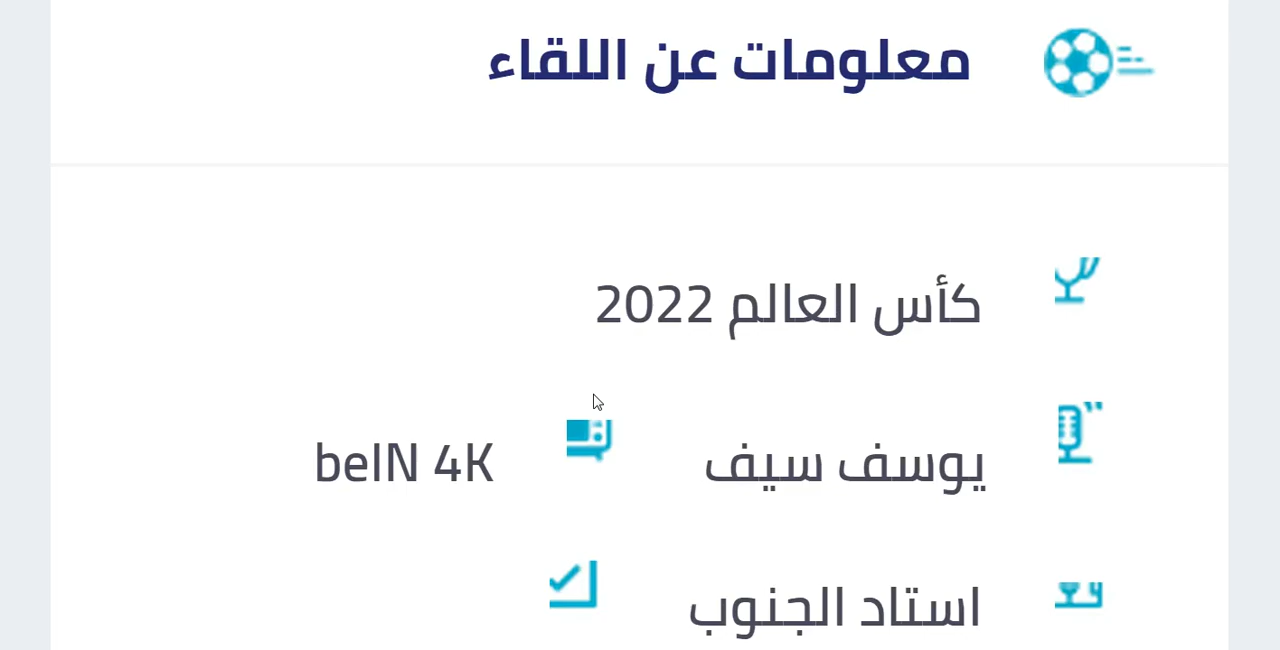 معلومات عن اللقاء
كأس العالم 2022
يوسف سيف
beIN 4K
استاد الجنوب